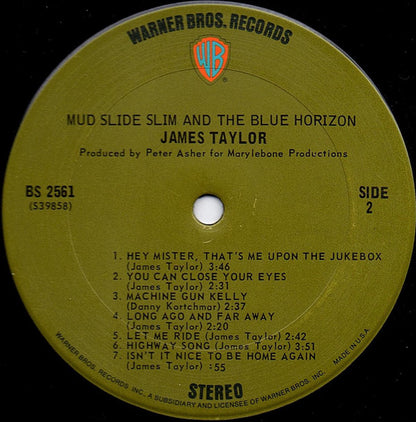 WARNER BROS. RECORDS
WB
®
MUD SLIDE SLIM AND THE BLUE HORIZON
JAMES TAYLOR
Produced by Peter Asher for Marylebone Productions
BS 2561
(S39858)
SIDE
2
1. HEY MISTER, THAT'S ME UPON THE JUKEBOX
(James Taylor) 3:46
2. YOU CAN CLOSE YOUR EYES
(James Taylor) 2:31
3. MACHINE GUN KELLY
(Danny Kortchmar) 2:37
4. LONG AGO AND FAR AWAY
(James Taylor) 2:20
5. LET ME RIDE (James Taylor) 2:42
6. HIGHWAY SONG (James Taylor) 3:51
7. ISN'T IT NICE TO BE HOME AGAIN
(James Taylor) :55
STEREO
WARNER BROS. RECORDS INC. A SUBSIDIARY AND LICENSEE OF WARNER BROS. INC.
MADE IN U.S.A.